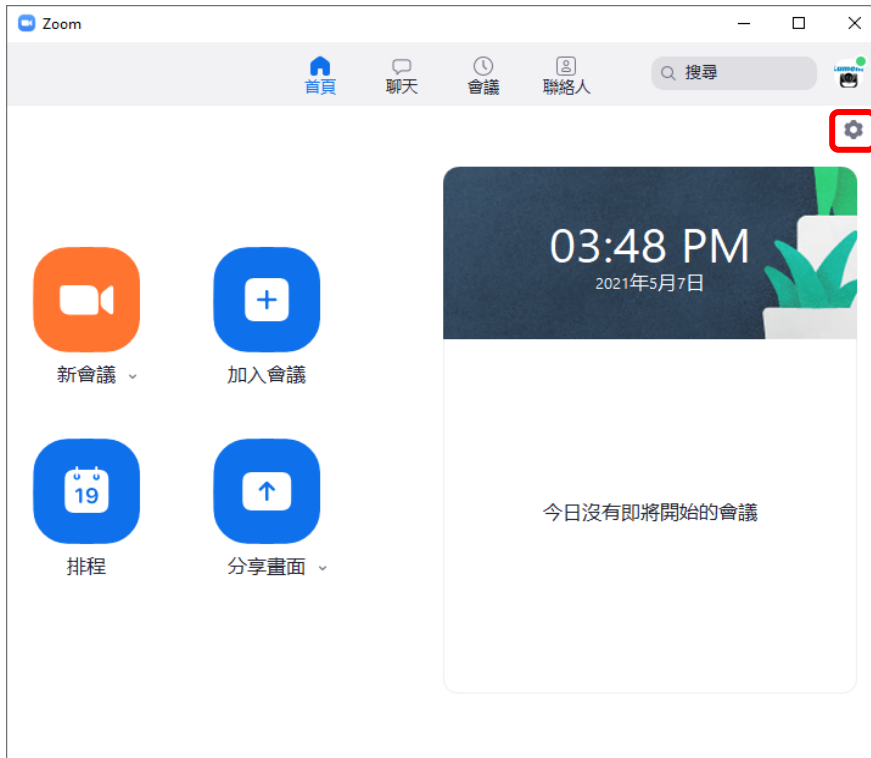 Zoom
首頁
聊天
會議
聯絡人
搜尋
03:48 PM
2021年5月7日
新會議
加入會議
19
排程
分享畫面
今日沒有即將開始的會議